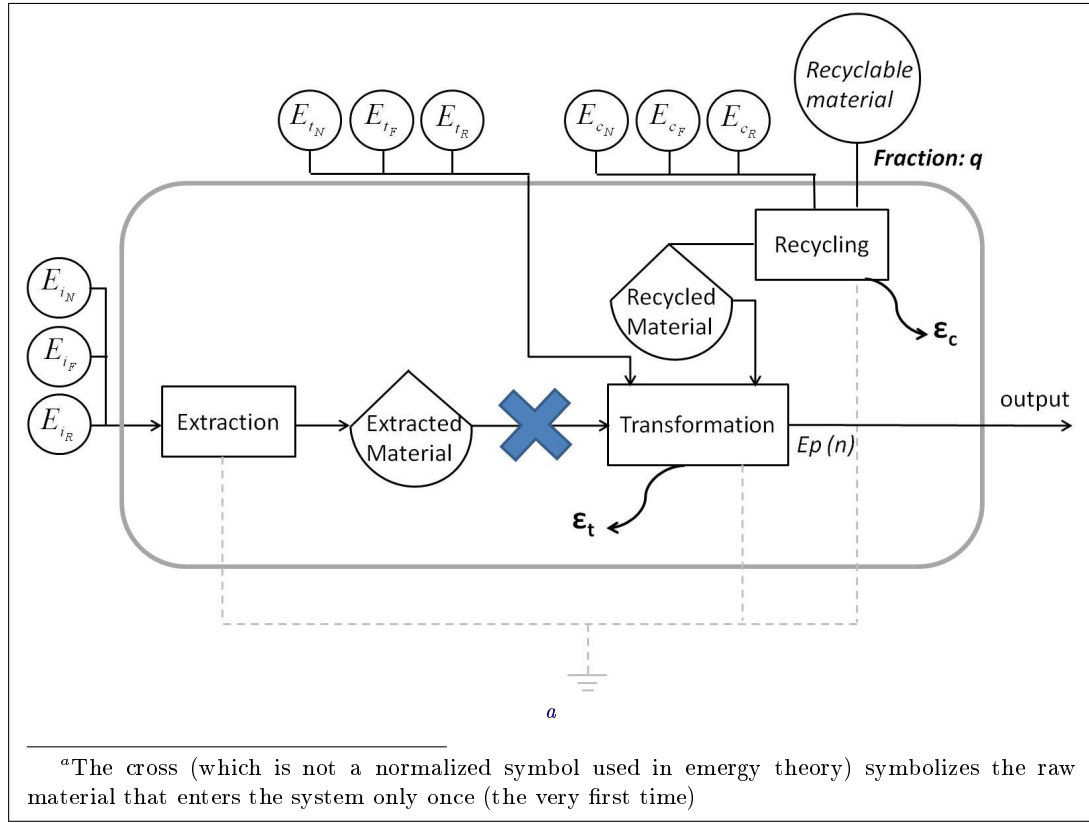 Recyclable
material
E_{t_N} E_{t_F} E_{t_R} E_{c_N} E_{c_F} E_{c_R}
Fraction: q
Recycling
E_{i_N}
Recycled
Material
ε_c
E_{i_F}
E_{i_R}
Extraction
Extracted
Material
Transformation
output
Ep (n)
ε_t
a
^aThe cross (which is not a normalized symbol used in emergy theory) symbolizes the raw
material that enters the system only once (the very first time)